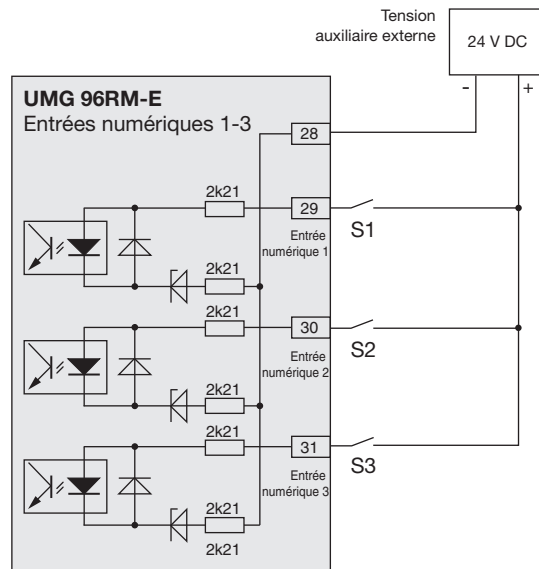 Tension
auxiliaire externe
24 V DC
- +
UMG 96RM-E
Entrées numériques 1-3
28
2k21
29
S1
Entrée
numérique 1
2k21
2k21
30
S2
Entrée
numérique 2
2k21
2k21
31
S3
Entrée
numérique 3
2k21
2k21